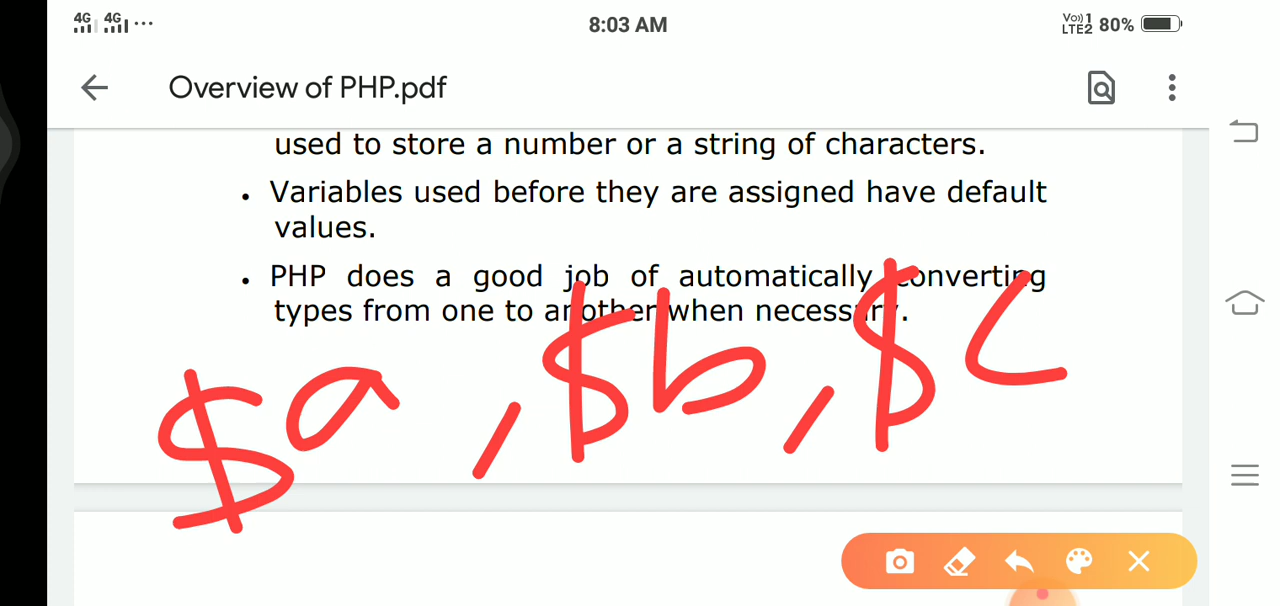 4G 4G ... 8:03 AM Vo)) 1 LTE2 80%
Overview of PHP.pdf
used to store a number or a string of characters.
• Variables used before they are assigned have default
values.
• PHP does a good job of automatically converting
types from one to another when necessary.
$a, $b, $c